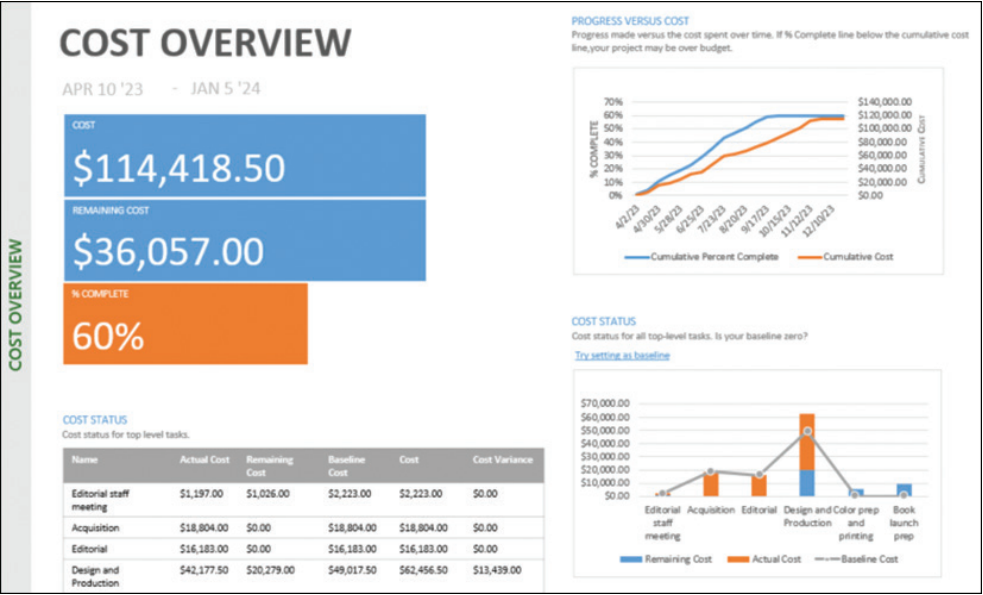 COST OVERVIEW
APR 10 '23 - JAN 5 '24
COST
$114,418.50
REMAINING COST
$36,057.00
% COMPLETE
60%
COST OVERVIEW
COST STATUS
Cost status for top level tasks.
Name Actual Cost Remaining Cost Baseline Cost Cost Cost Variance
Editorial staff meeting $1,197.00 $1,026.00 $2,223.00 $2,223.00 $0.00
Acquisition $18,804.00 $0.00 $18,804.00 $18,804.00 $0.00
Editorial $16,183.00 $0.00 $16,183.00 $16,183.00 $0.00
Design and Production $42,177.50 $20,279.00 $49,017.50 $62,456.50 $13,439.00
PROGRESS VERSUS COST
Progress made versus the cost spent over time. If % Complete line below the cumulative cost
line,your project may be over budget.
70% $140,000.00
60% $120,000.00
50% $100,000.00
40% $80,000.00
30% $60,000.00
20% $40,000.00
10% $20,000.00
0% $0.00
% COMPLETE
CUMULATIVE COST
4/2/23 4/30/23 5/28/23 6/25/23 7/23/23 8/20/23 9/17/23 10/15/23 11/12/23 12/10/23
Cumulative Percent Complete Cumulative Cost
COST STATUS
Cost status for all top-level tasks. Is your baseline zero?
Try setting as baseline
$70,000.00
$60,000.00
$50,000.00
$40,000.00
$30,000.00
$20,000.00
$10,000.00
$0.00
Editorial staff meeting
Acquisition
Editorial
Design and Production
Color prep and printing
Book launch prep
Remaining Cost Actual Cost Baseline Cost